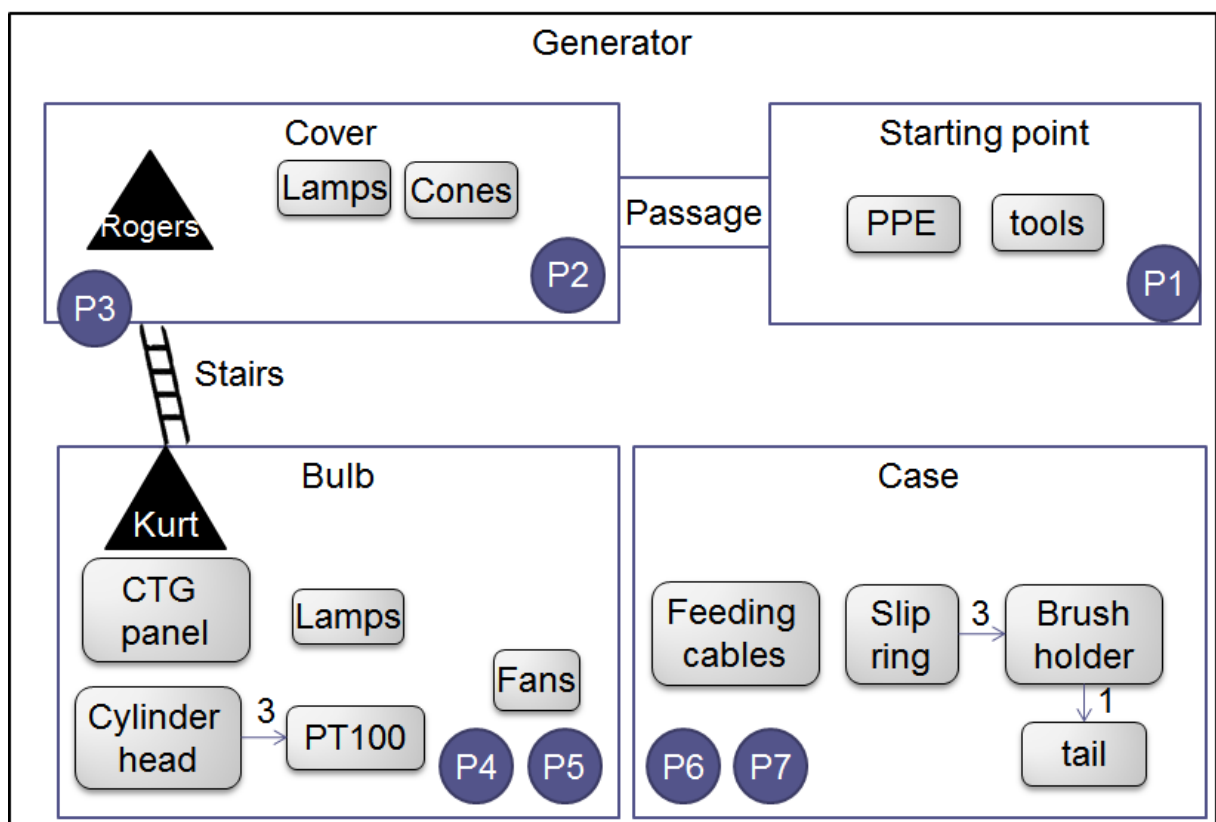 Generator
Cover
Lamps
Cones
Rogers
P2
P3
Passage
Starting point
PPE
tools
P1
Stairs
Bulb
Kurt
CTG
panel
Lamps
Fans
Cylinder
head
3
PT100
P4
P5
Case
Feeding
cables
Slip
ring
3
Brush
holder
1
tail
P6
P7